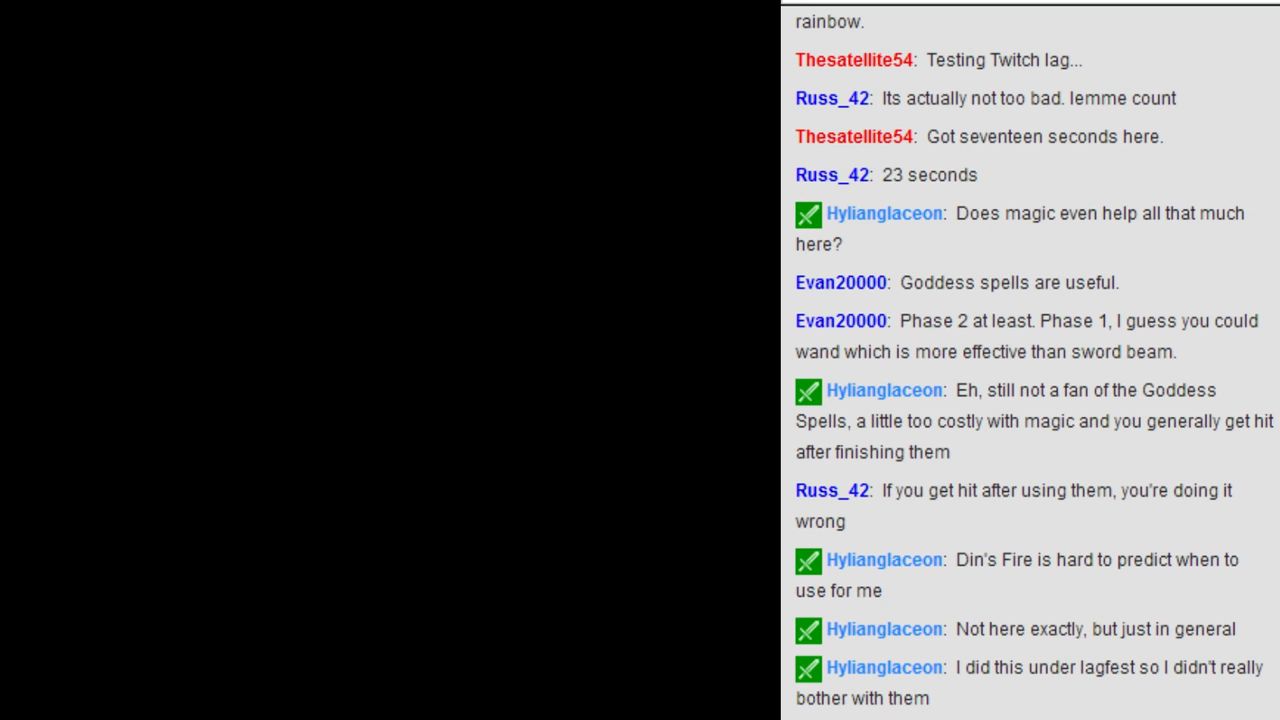 rainbow.
Thesatellite54: Testing Twitch lag...
Russ_42: Its actually not too bad. lemme count
Thesatellite54: Got seventeen seconds here.
Russ_42: 23 seconds
Hylianglaceon: Does magic even help all that much
here?
Evan20000: Goddess spells are useful.
Evan20000: Phase 2 at least. Phase 1, I guess you could
wand which is more effective than sword beam.
Hylianglaceon: Eh, still not a fan of the Goddess
Spells, a little too costly with magic and you generally get hit
after finishing them
Russ_42: If you get hit after using them, you're doing it
wrong
Hylianglaceon: Din's Fire is hard to predict when to
use for me
Hylianglaceon: Not here exactly, but just in general
Hylianglaceon: I did this under lagfest so I didn't really
bother with them